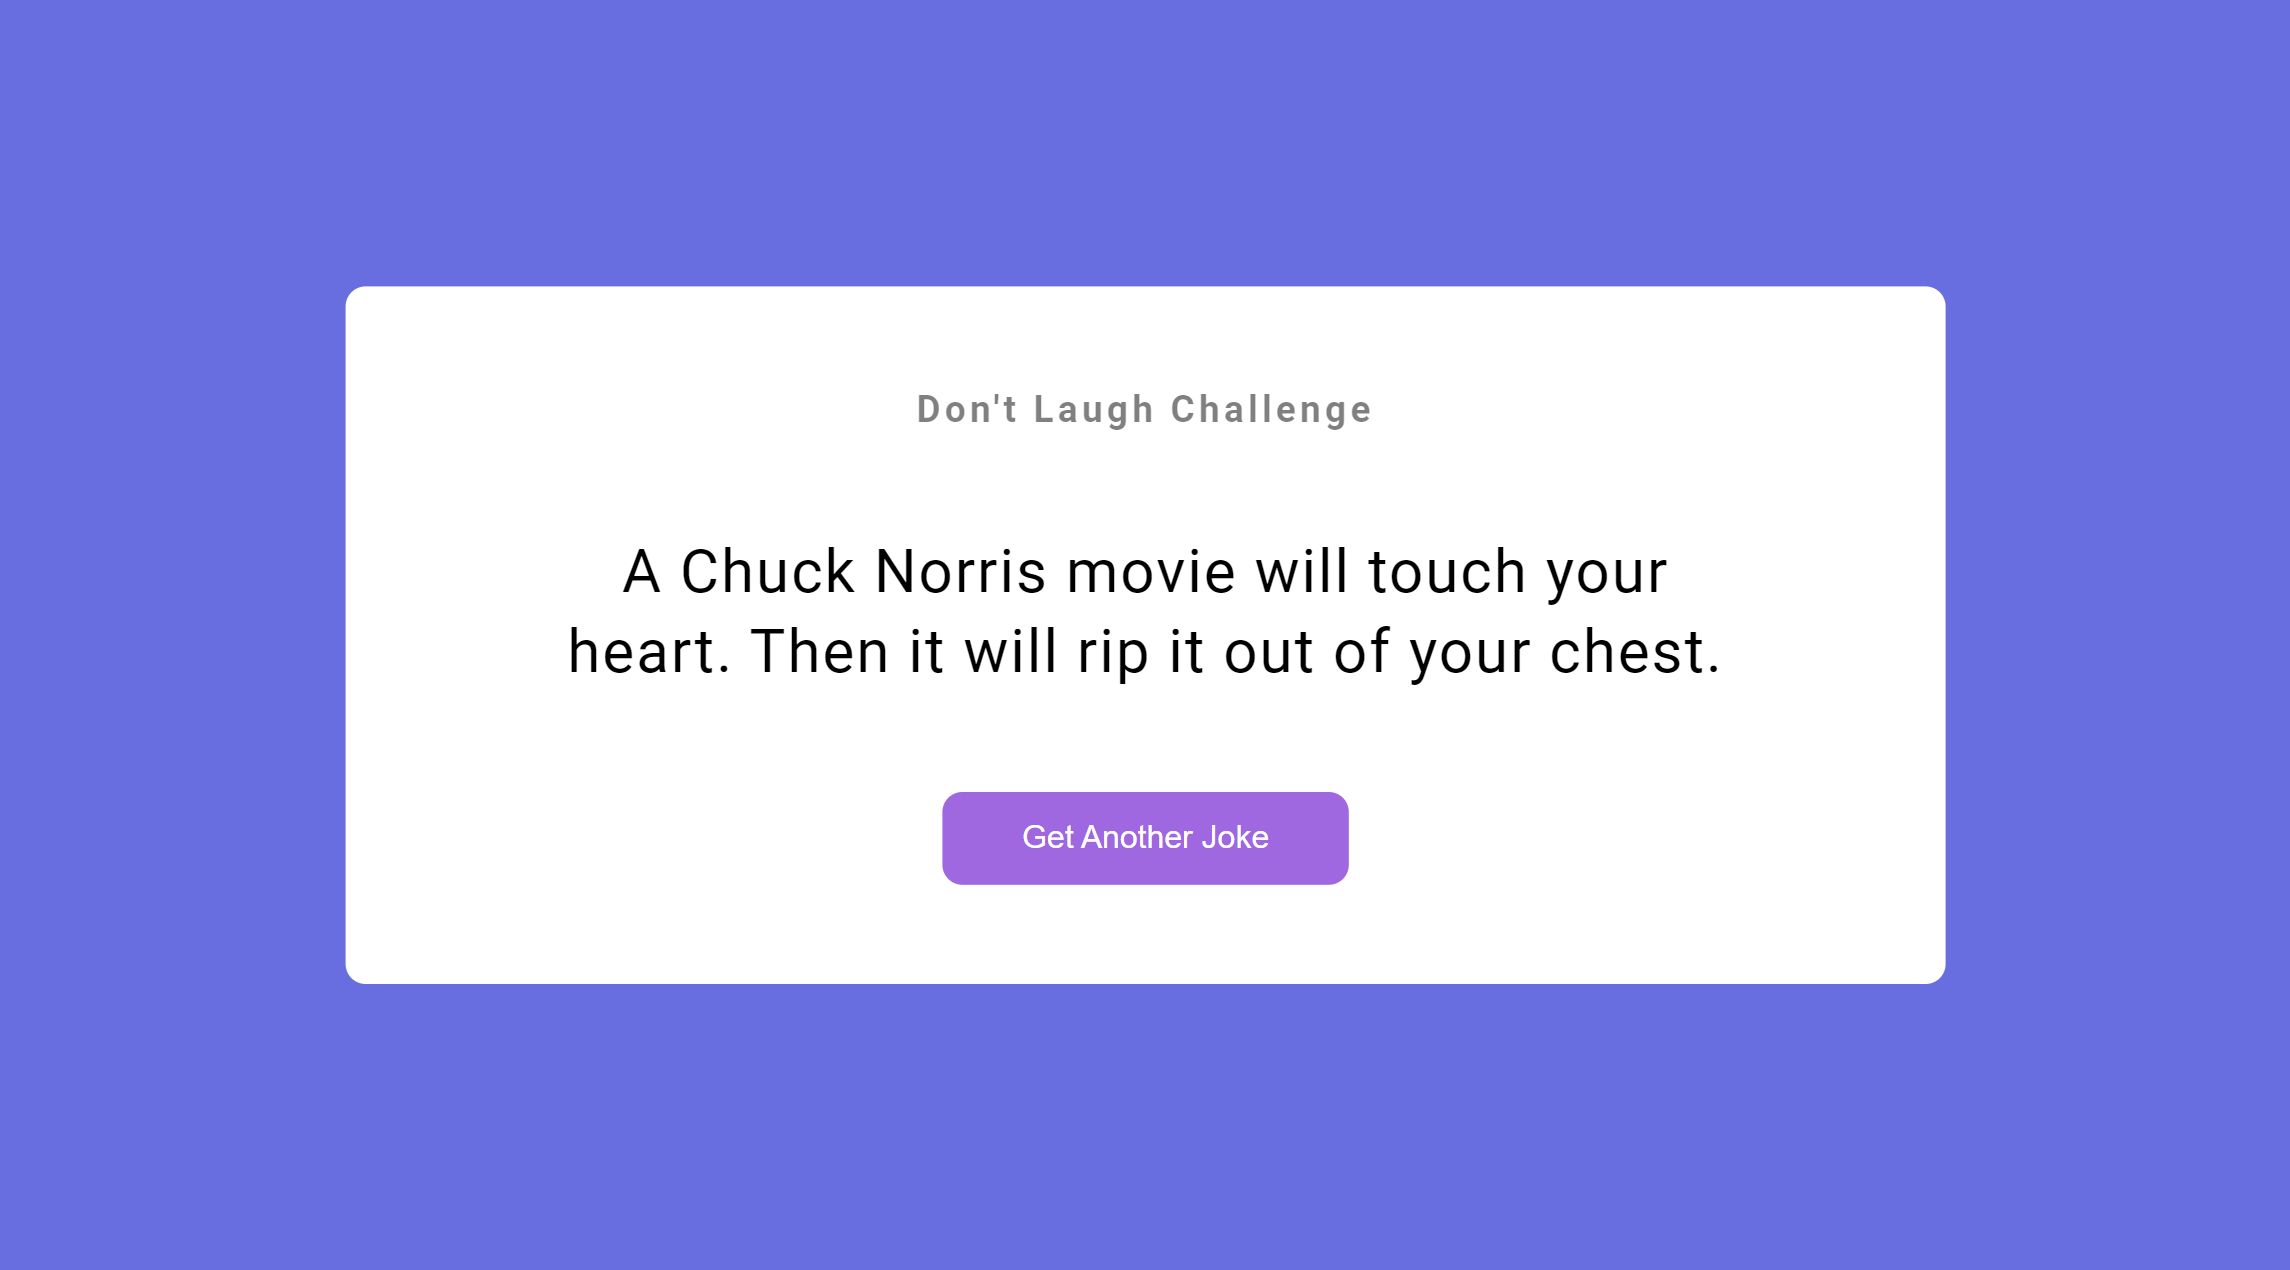 Don't Laugh Challenge
A Chuck Norris movie will touch your
heart. Then it will rip it out of your chest.
Get Another Joke